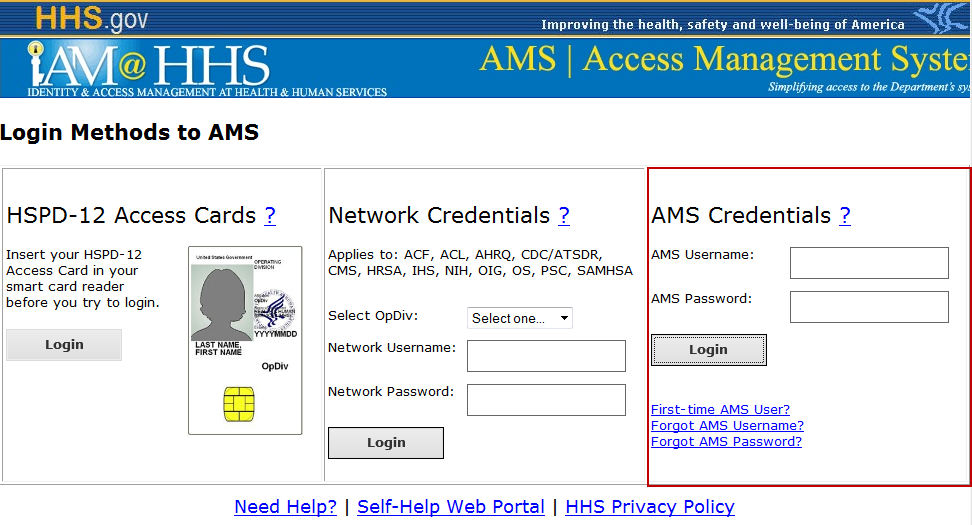 HHS.gov
Improving the health, safety and well-being of America
iAM@HHS
IDENTITY & ACCESS MANAGEMENT AT HEALTH & HUMAN SERVICES
AMS | Access Management Syste
Simplifying access to the Department's sy
Login Methods to AMS
HSPD-12 Access Cards ?
Insert your HSPD-12
Access Card in your
smart card reader
before you try to login.
Login
United States Government
OPERATING
DIVISION
OpDiv
YYYYMMDD
LAST NAME,
FIRST NAME
OpDiv
Network Credentials ?
Applies to: ACF, ACL, AHRQ, CDC/ATSDR,
CMS, HRSA, IHS, NIH, OIG, OS, PSC, SAMHSA
Select OpDiv:
Select one...
Network Username:
Network Password:
Login
AMS Credentials ?
AMS Username:
AMS Password:
Login
First-time AMS User?
Forgot AMS Username?
Forgot AMS Password?
Need Help? | Self-Help Web Portal | HHS Privacy Policy